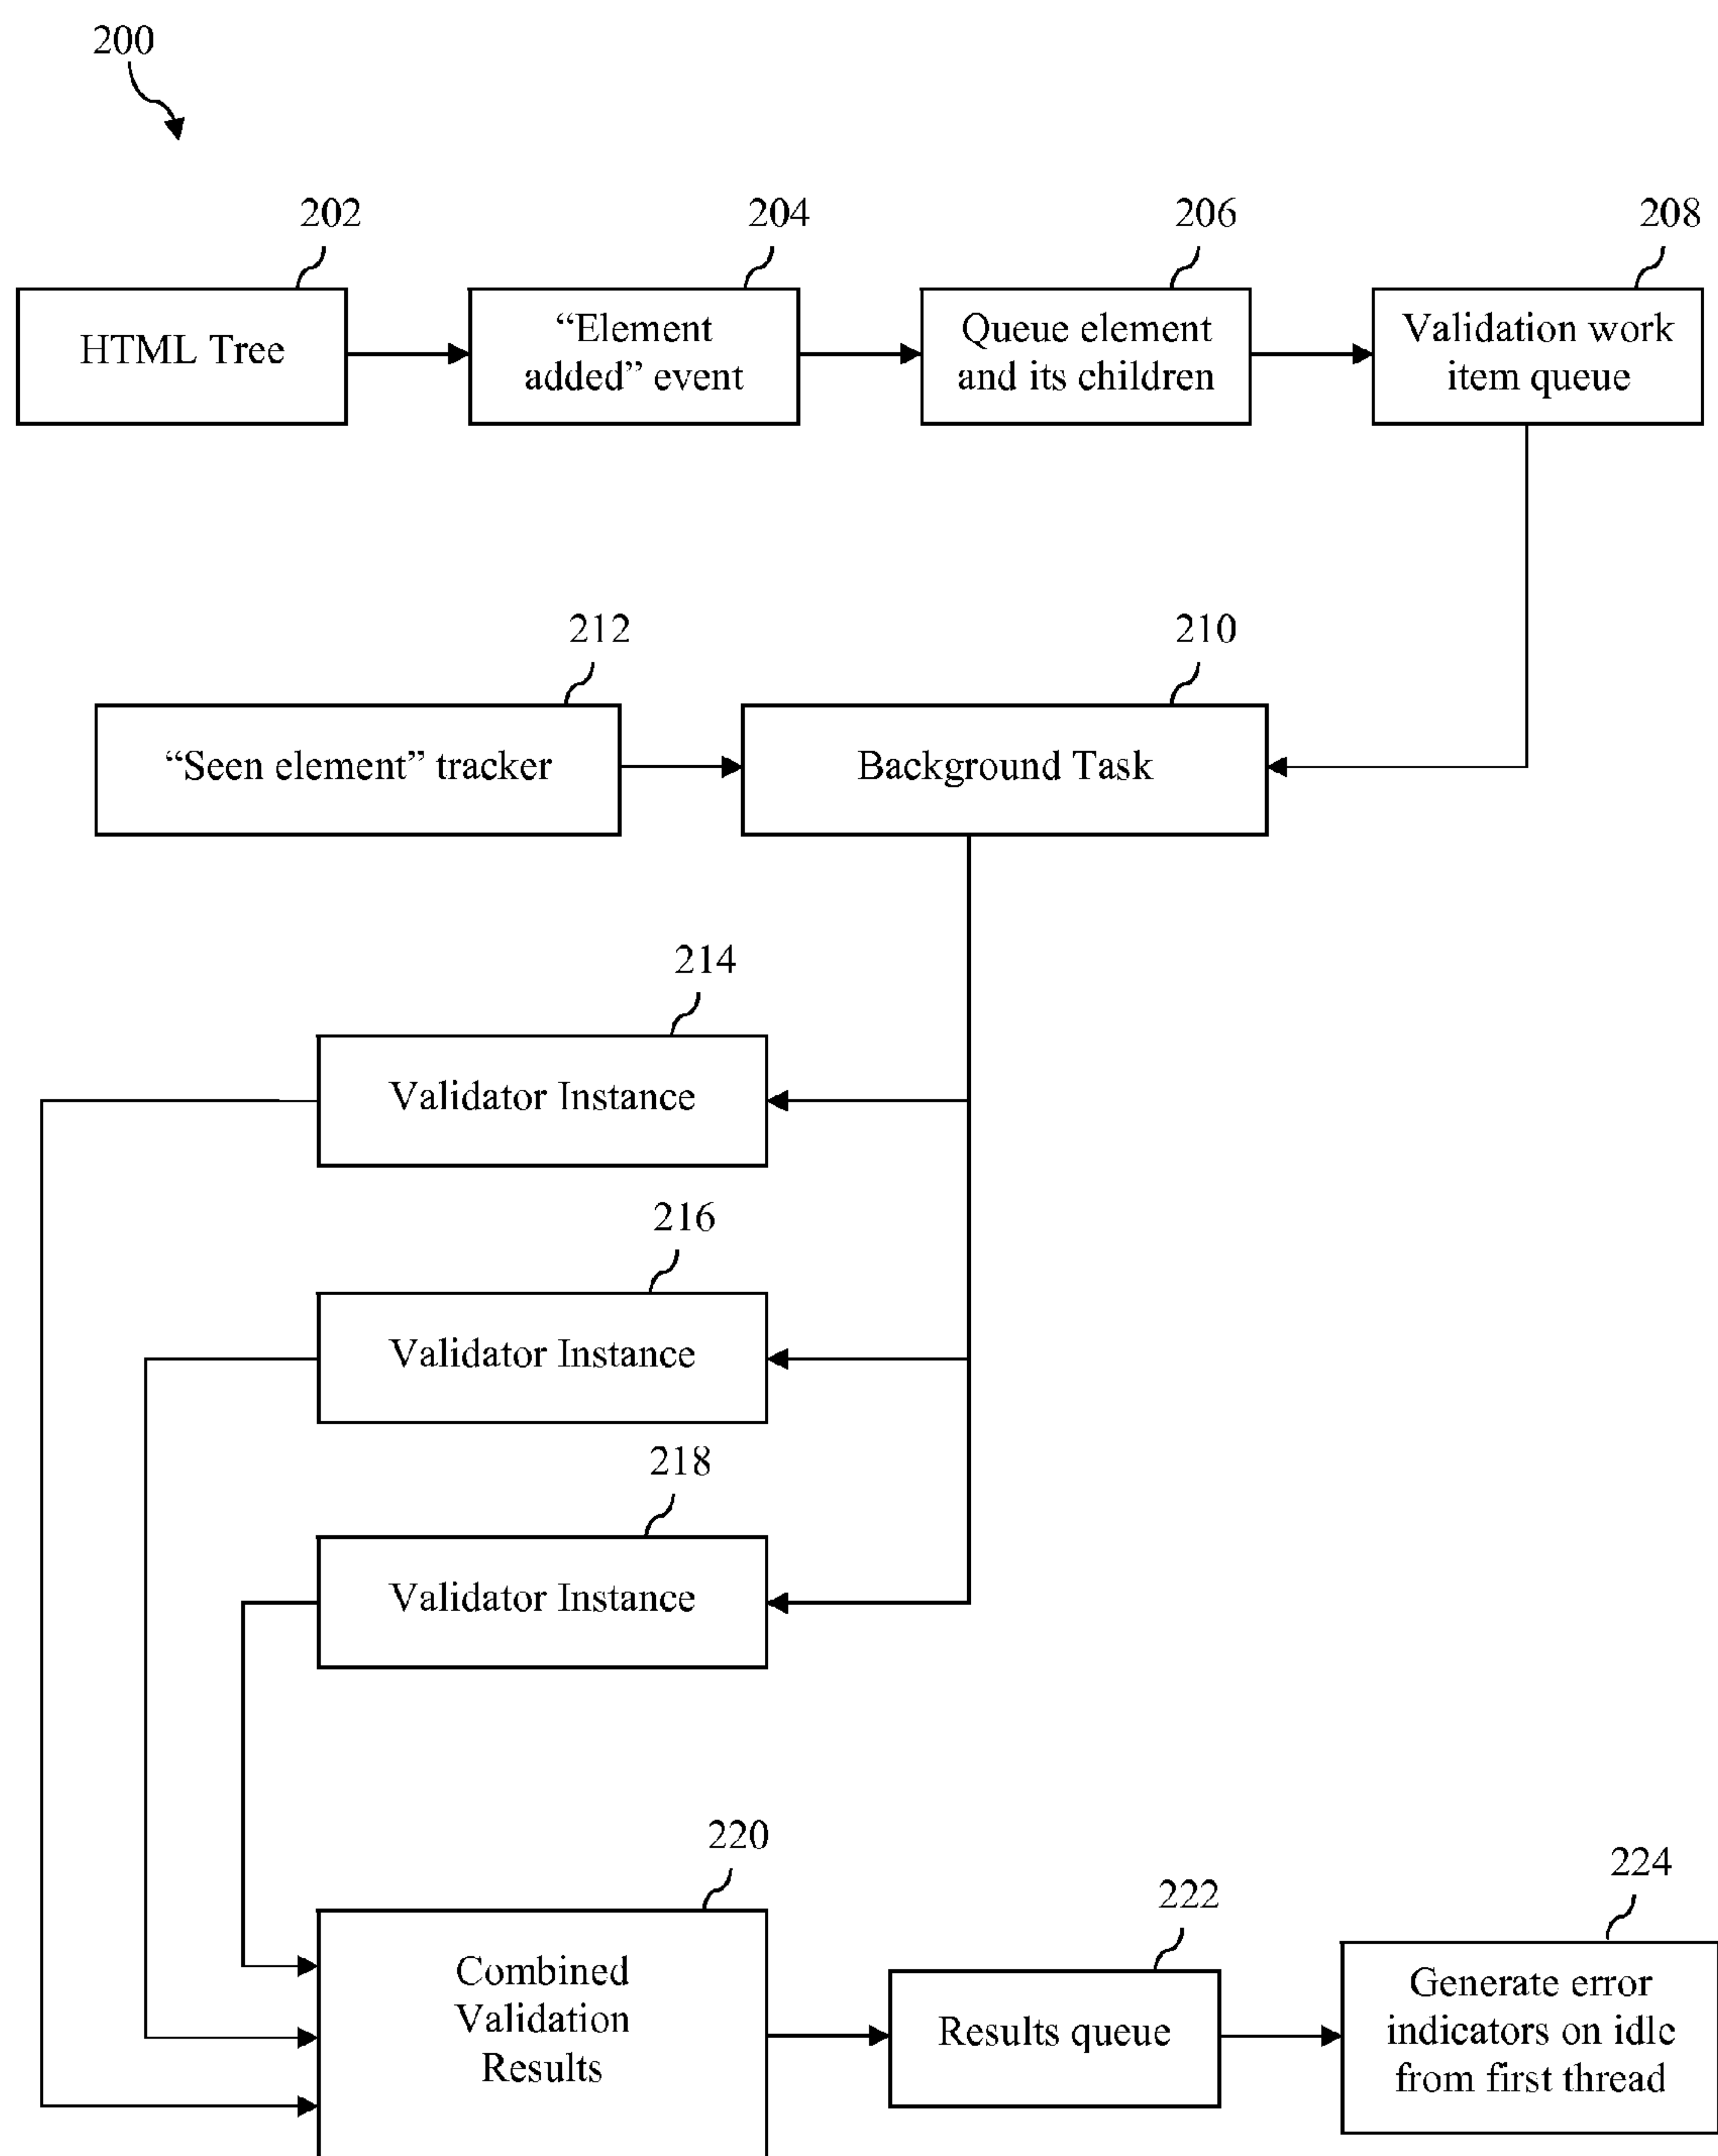 200
202
204
206
208
HTML Tree
“Element
added” event
Queue element
and its children
Validation work
item queue
212
210
“Seen element” tracker
Background Task
214
Validator Instance
216
Validator Instance
218
Validator Instance
220
222
224
Combined
Validation
Results
Results queue
Generate error
indicators on idle
from first thread